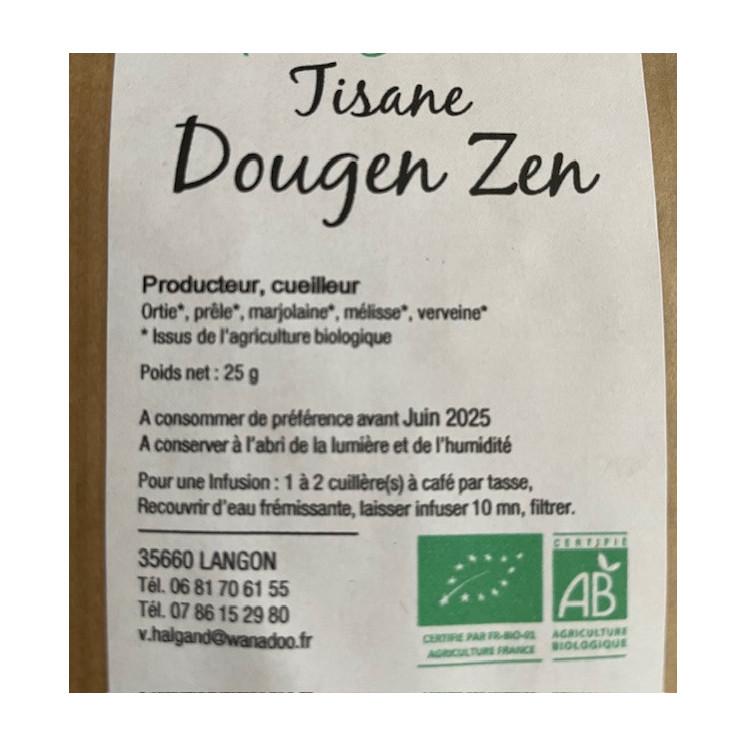 Tisane
Dougen Zen
Producteur, cueilleur
Ortie*, prêle*, marjolaine*, mélisse*, verveine*
* Issus de l'agriculture biologique
Poids net : 25 g
A consommer de préférence avant Juin 2025
A conserver à l'abri de la lumière et de l'humidité
Pour une Infusion : 1 à 2 cuillère(s) à café par tasse,
Recouvrir d'eau frémissante, laisser infuser 10 mn, filtrer.
35660 LANGON
Tél. 06 81 70 61 55
Tél. 07 86 15 29 80
v.halgand@wanadoo.fr
CERTIFIÉ PAR FR-BIO-01
AGRICULTURE FRANCE
CERTIFIÉ
AB
AGRICULTURE
BIOLOGIQUE